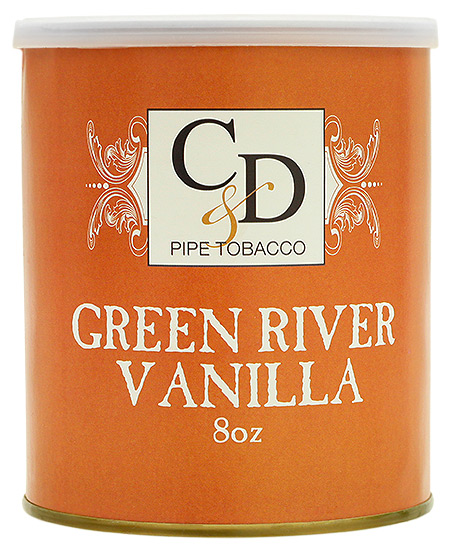 C&D
PIPE TOBACCO
GREEN RIVER
VANILLA
8oz